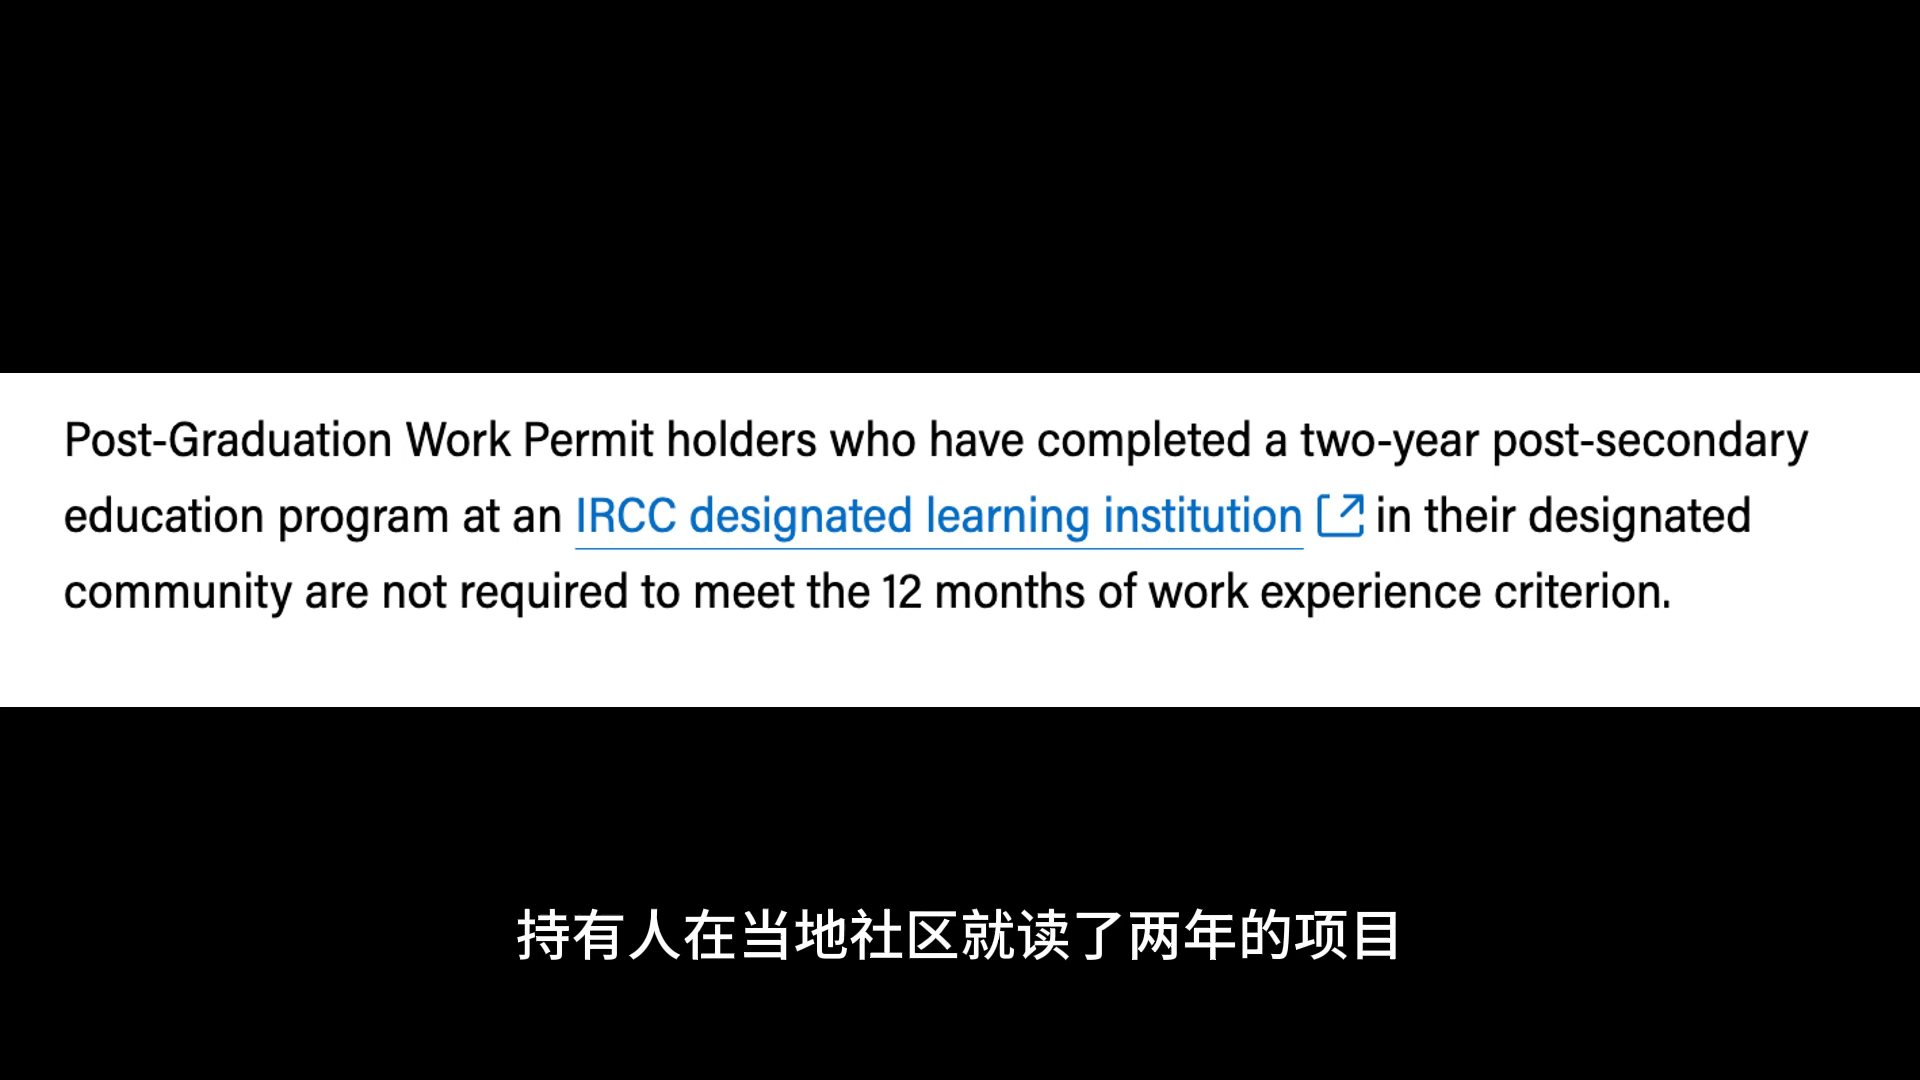 Post-Graduation Work Permit holders who have completed a two-year post-secondary
education program at an IRCC designated learning institution in their designated
community are not required to meet the 12 months of work experience criterion.
持有人在当地社区就读了两年的项目